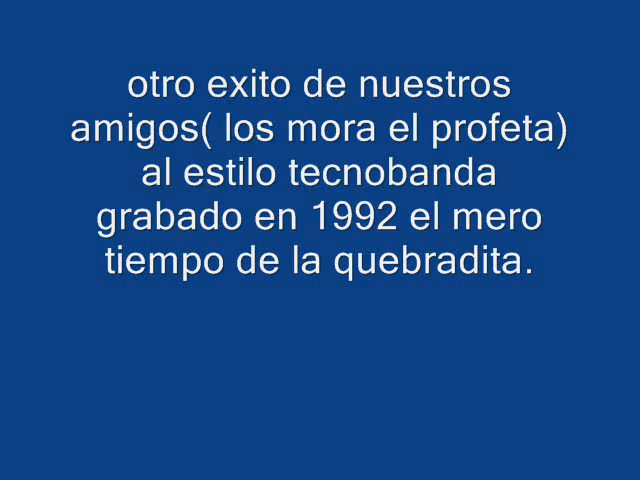 otro exito de nuestros
amigos( los mora el profeta)
al estilo tecnobanda
grabado en 1992 el mero
tiempo de la quebradita.